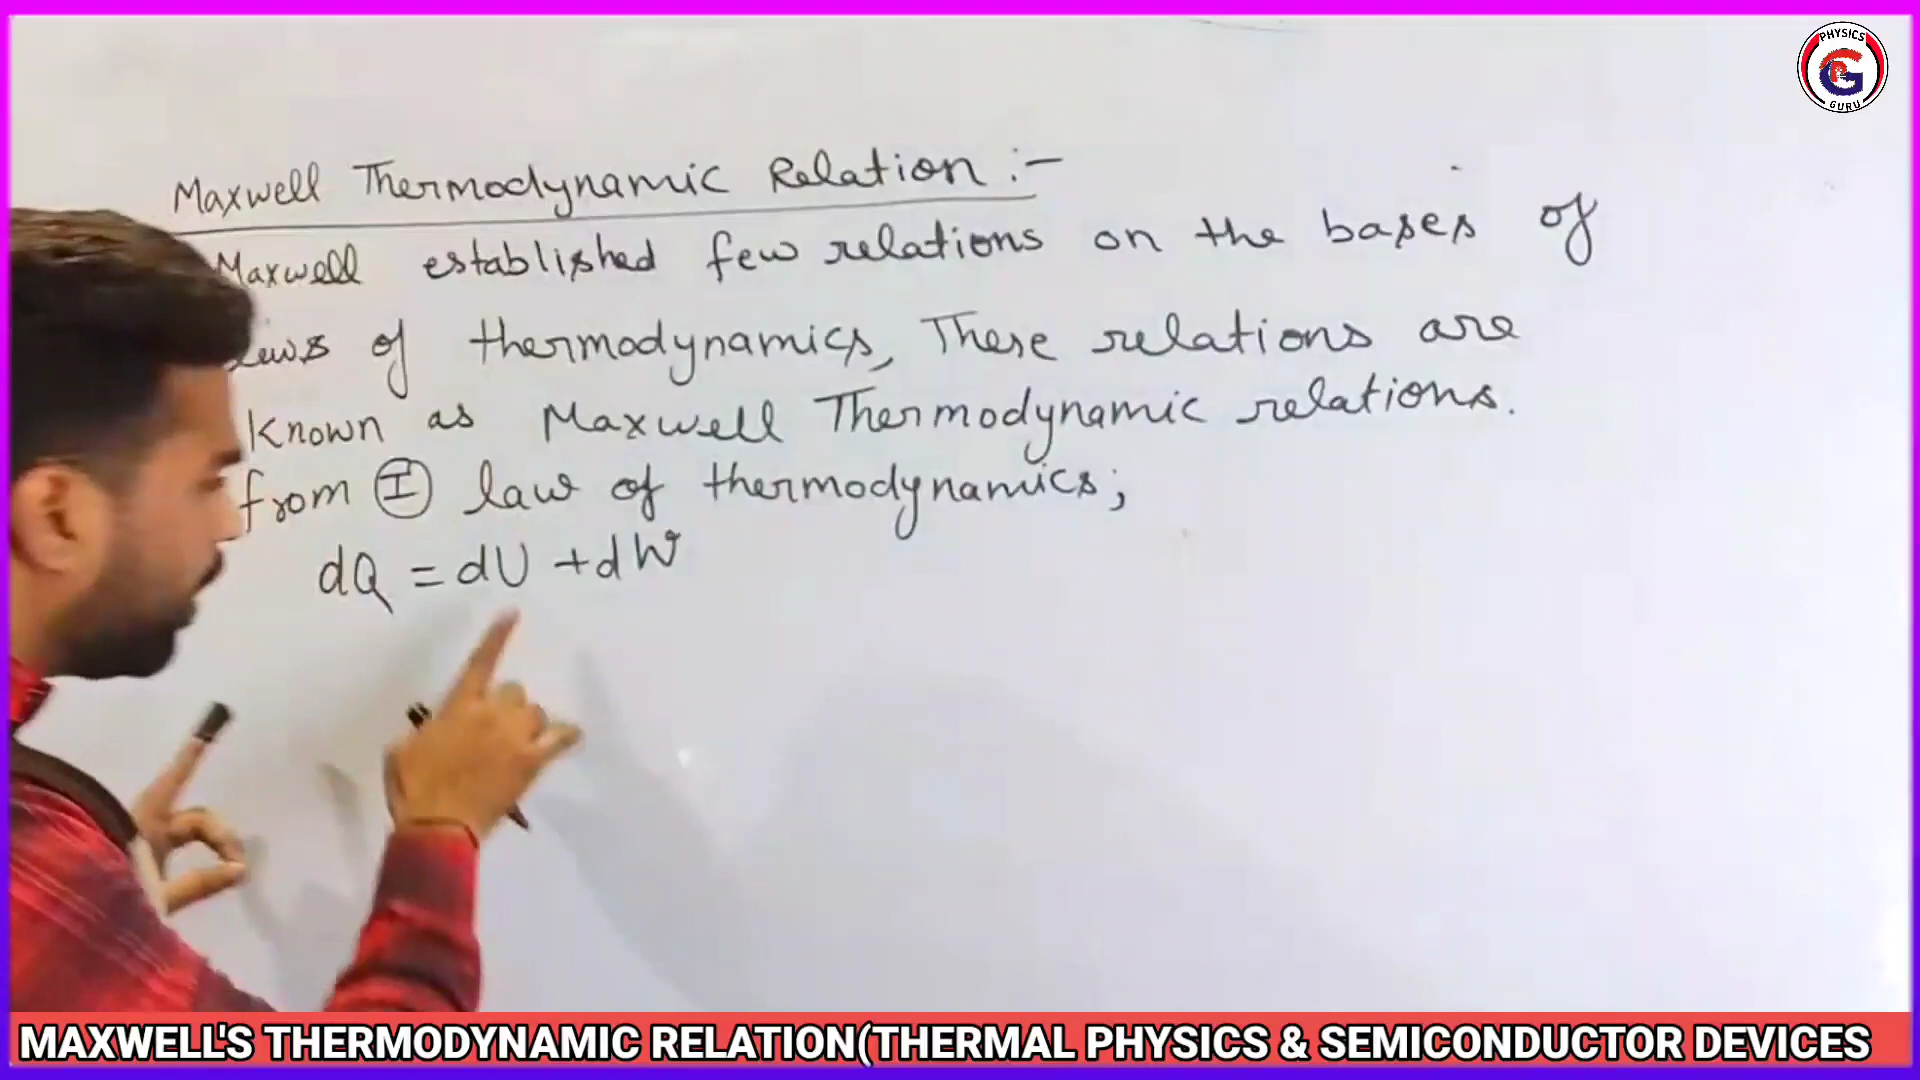 PHYSICS
GURU
Maxwell Thermodynamic Relation :-
Maxwell established few relations on the bases of
of thermodynamics, These relations are
Known as Maxwell Thermodynamic relations.
from I law of thermodynamics;
dQ = dU + dW
MAXWELL'S THERMODYNAMIC RELATION(THERMAL PHYSICS & SEMICONDUCTOR DEVICES